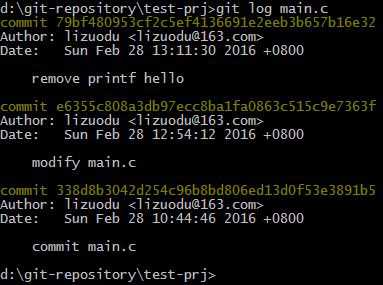 d:\git-repository\test-prj>git log main.c
commit 79bf480953cf2c5ef4136691e2eeb3b657b16e32
Author: lizuodu <lizuodu@163.com>
Date:   Sun Feb 28 13:11:30 2016 +0800
remove printf hello
commit e6355c808a3db97ecc8ba1fa0863c515c9e7363f
Author: lizuodu <lizuodu@163.com>
Date:   Sun Feb 28 12:54:12 2016 +0800
modify main.c
commit 338d8b3042d254c96b8bd806ed13d0f53e3891b5
Author: lizuodu <lizuodu@163.com>
Date:   Sun Feb 28 10:44:46 2016 +0800
commit main.c
d:\git-repository\test-prj>